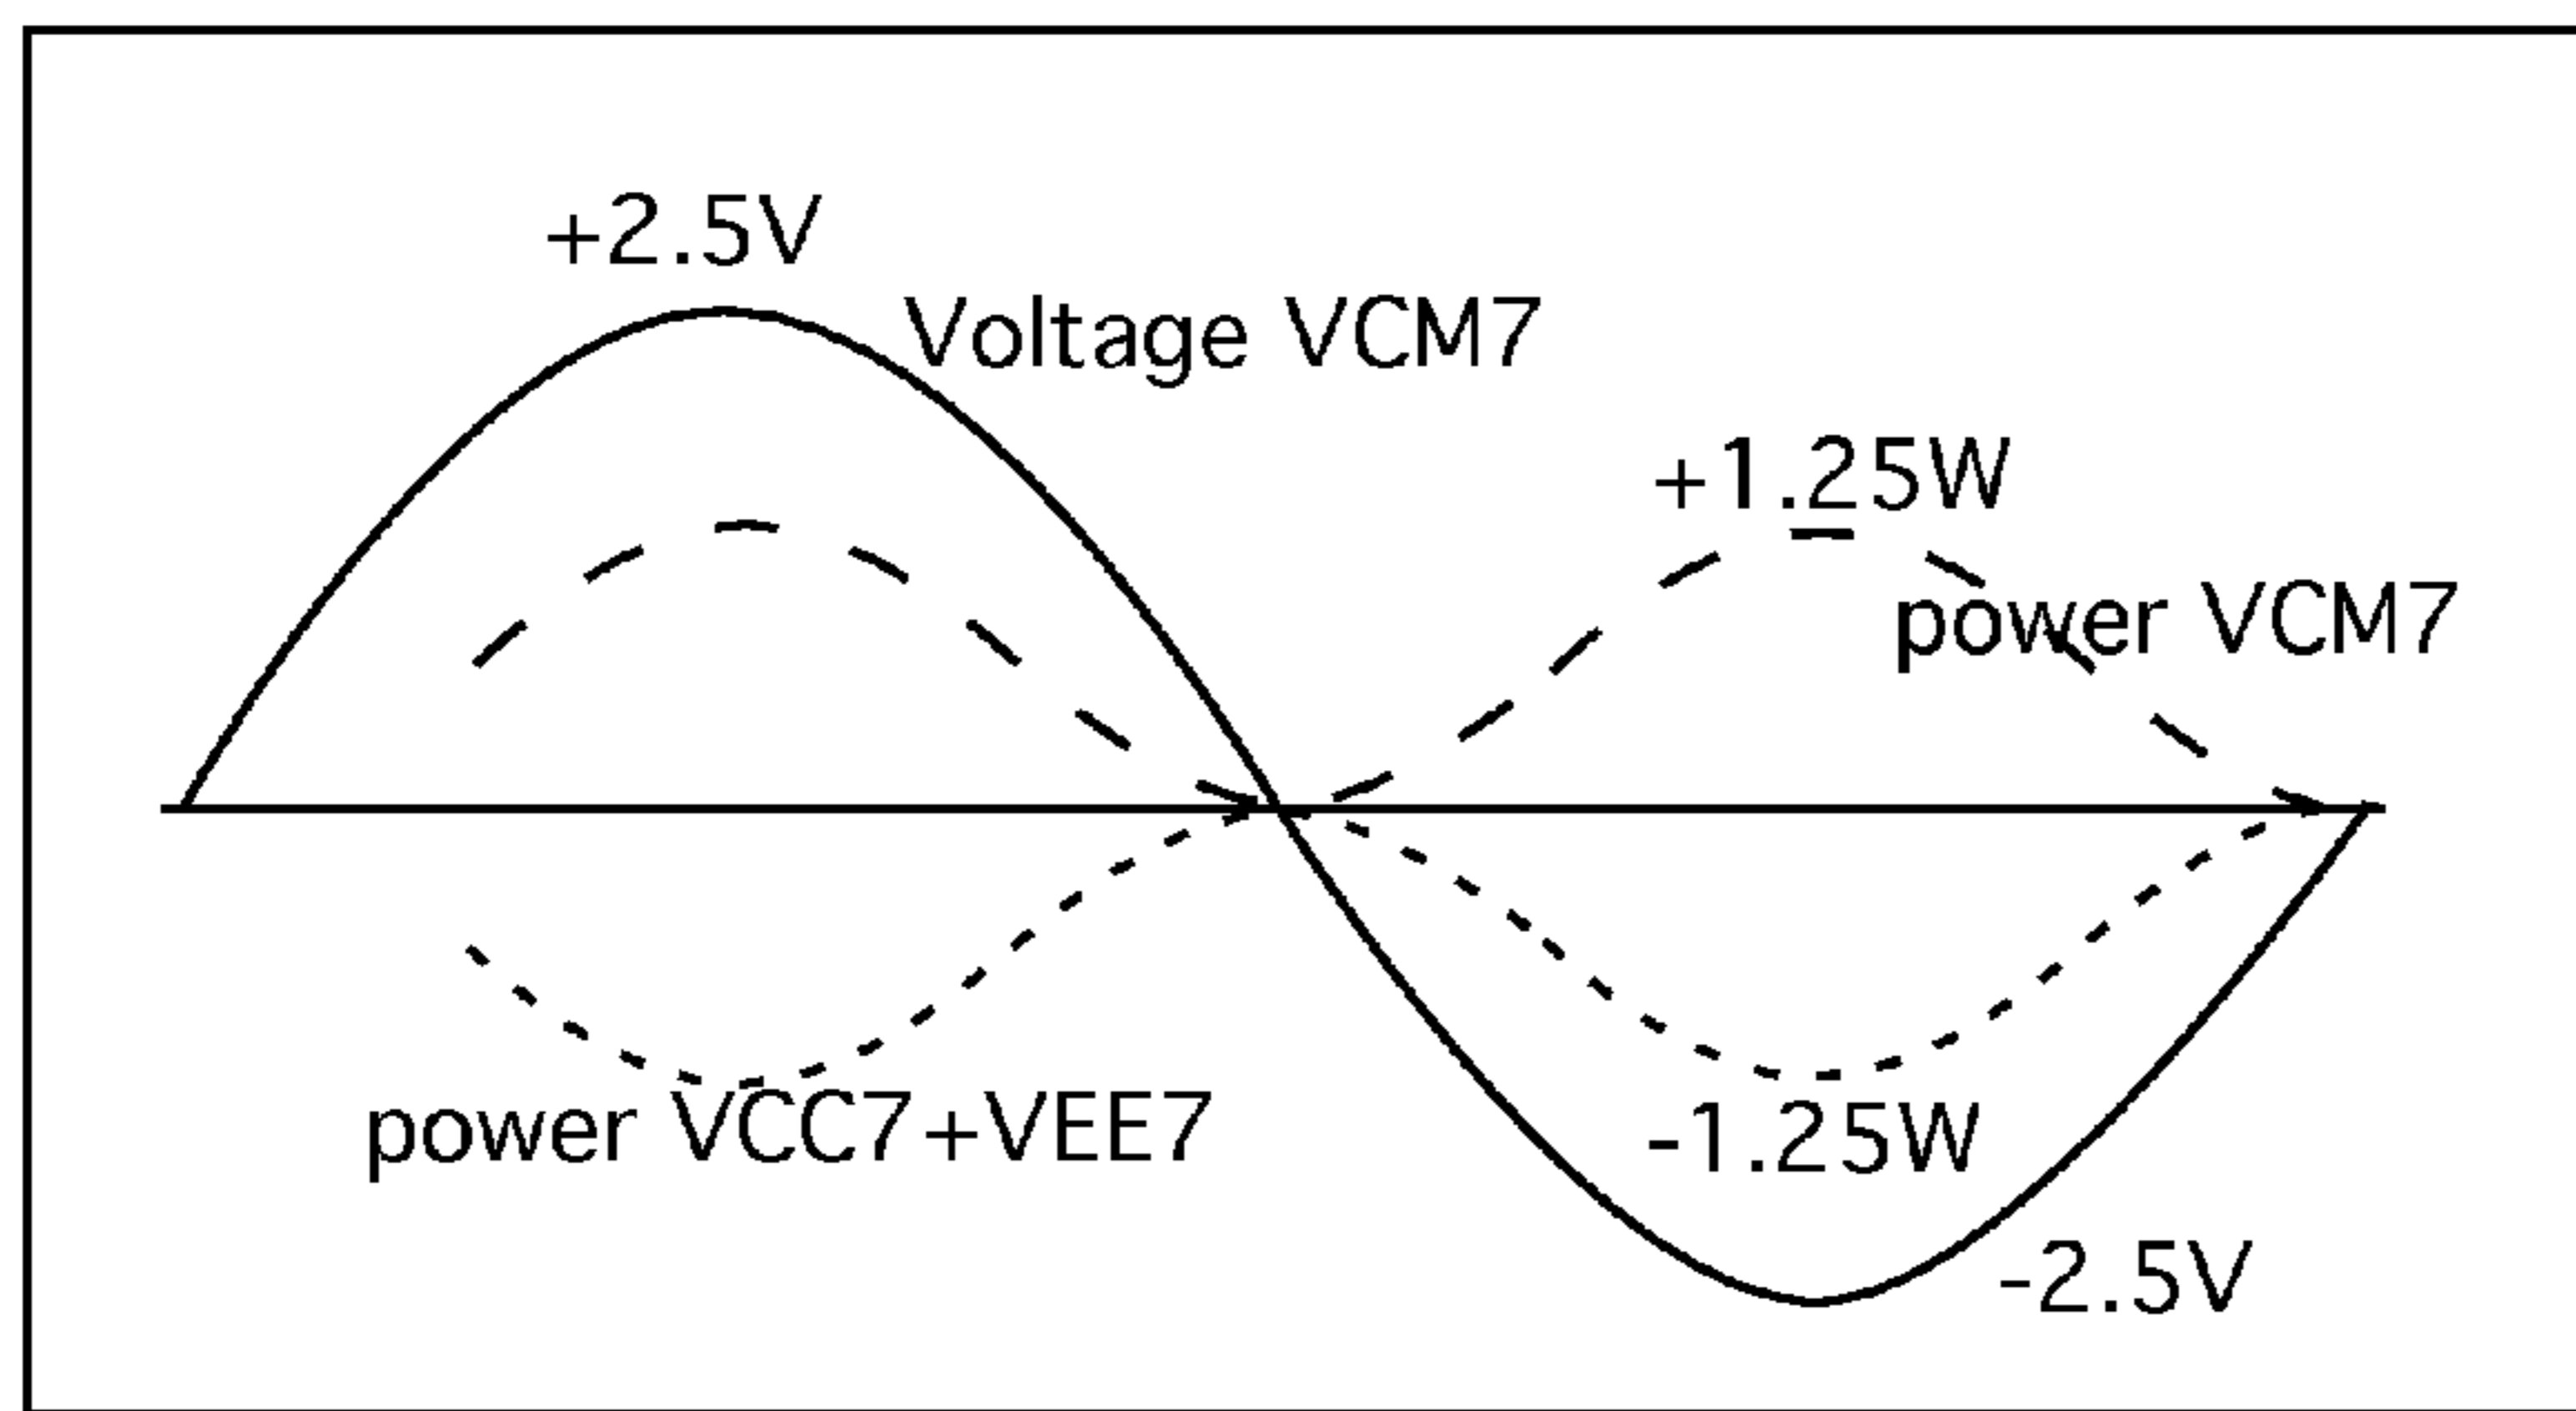 +2.5V
Voltage VCM7
+1.25W
power VCM7
power VCC7+VEE7
-1.25W
-2.5V